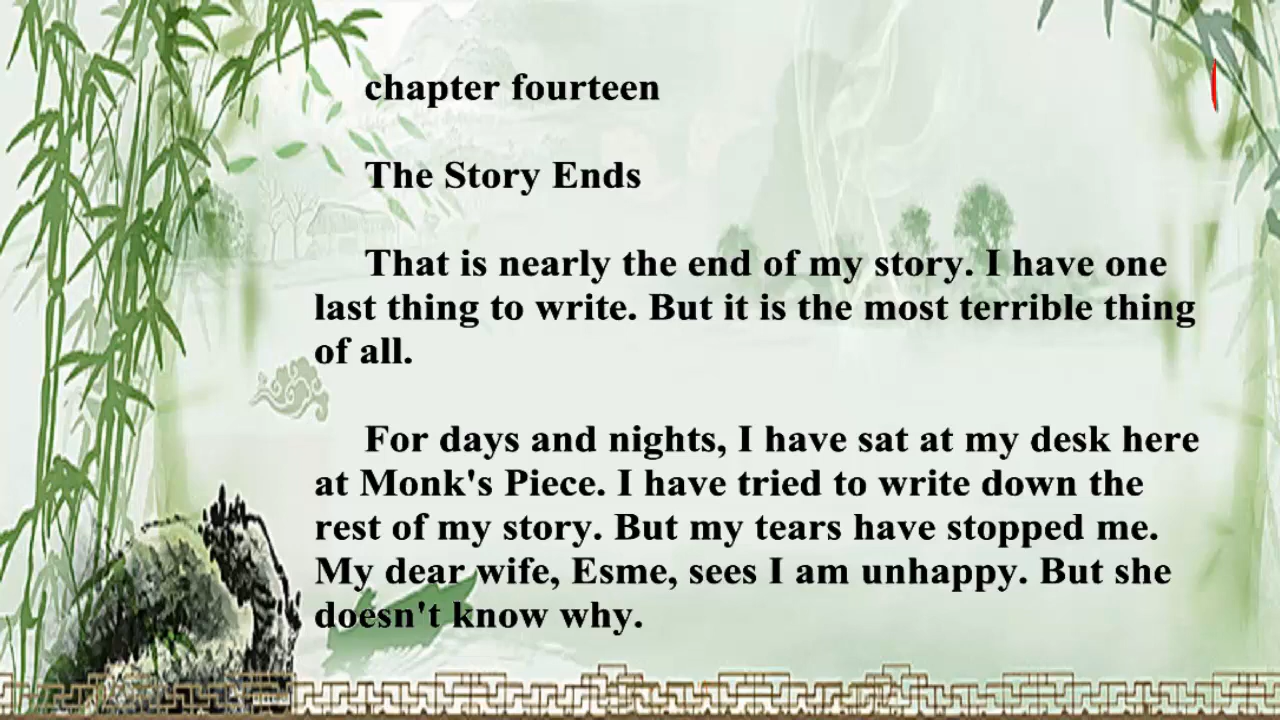 chapter fourteen
The Story Ends
That is nearly the end of my story. I have one
last thing to write. But it is the most terrible thing
of all.
For days and nights, I have sat at my desk here
at Monk's Piece. I have tried to write down the
rest of my story. But my tears have stopped me.
My dear wife, Esme, sees I am unhappy. But she
doesn't know why.